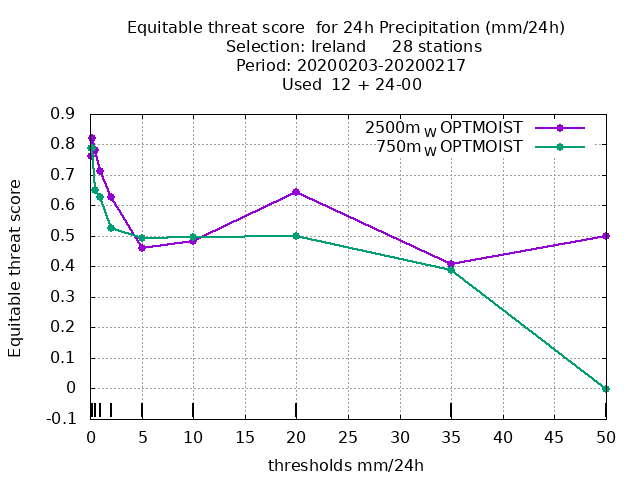 Equitable threat score  for 24h Precipitation (mm/24h)
Selection: Ireland     28 stations
Period: 20200203-20200217
Used  12 + 24-00
2500m W OPTMOIST
750m W OPTMOIST
Equitable threat score
0.9
0.8
0.7
0.6
0.5
0.4
0.3
0.2
0.1
0
-0.1
0 5 10 15 20 25 30 35 40 45 50
thresholds mm/24h